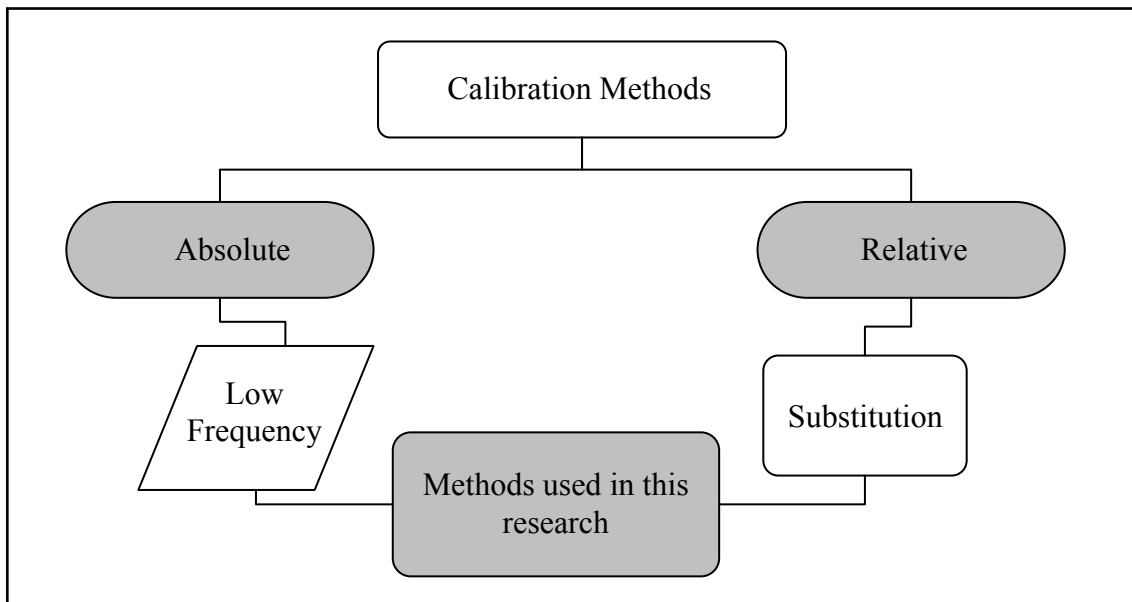 Calibration Methods
Absolute
Relative
Low
Frequency
Substitution
Methods used in this
research